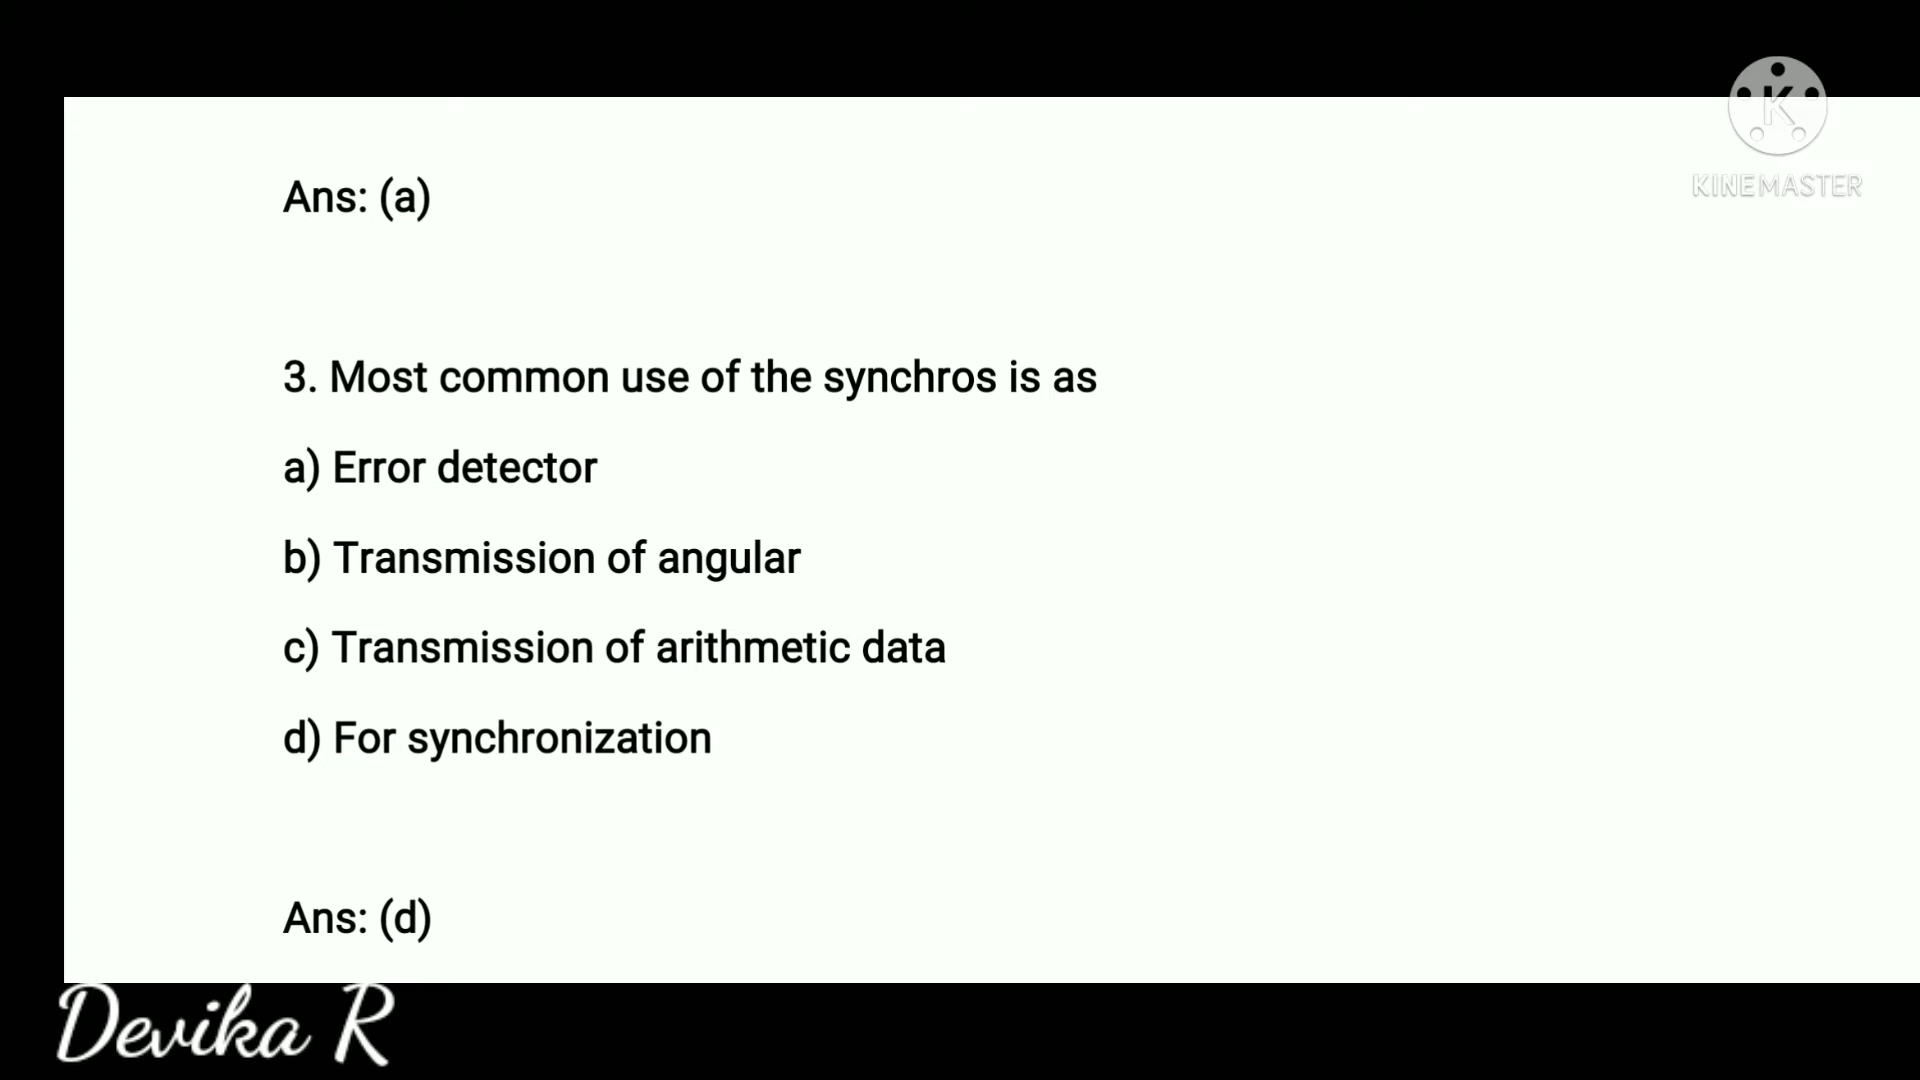 K
KINEMASTER
Ans: (a)
3. Most common use of the synchros is as
a) Error detector
b) Transmission of angular
c) Transmission of arithmetic data
d) For synchronization
Ans: (d)
Devika R